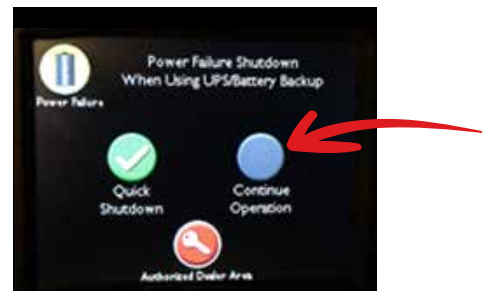 Power Failure Shutdown
When Using UPS/Battery Backup
Power Failure
Quick
Shutdown
Continue
Operation
Authorized Dealer Area